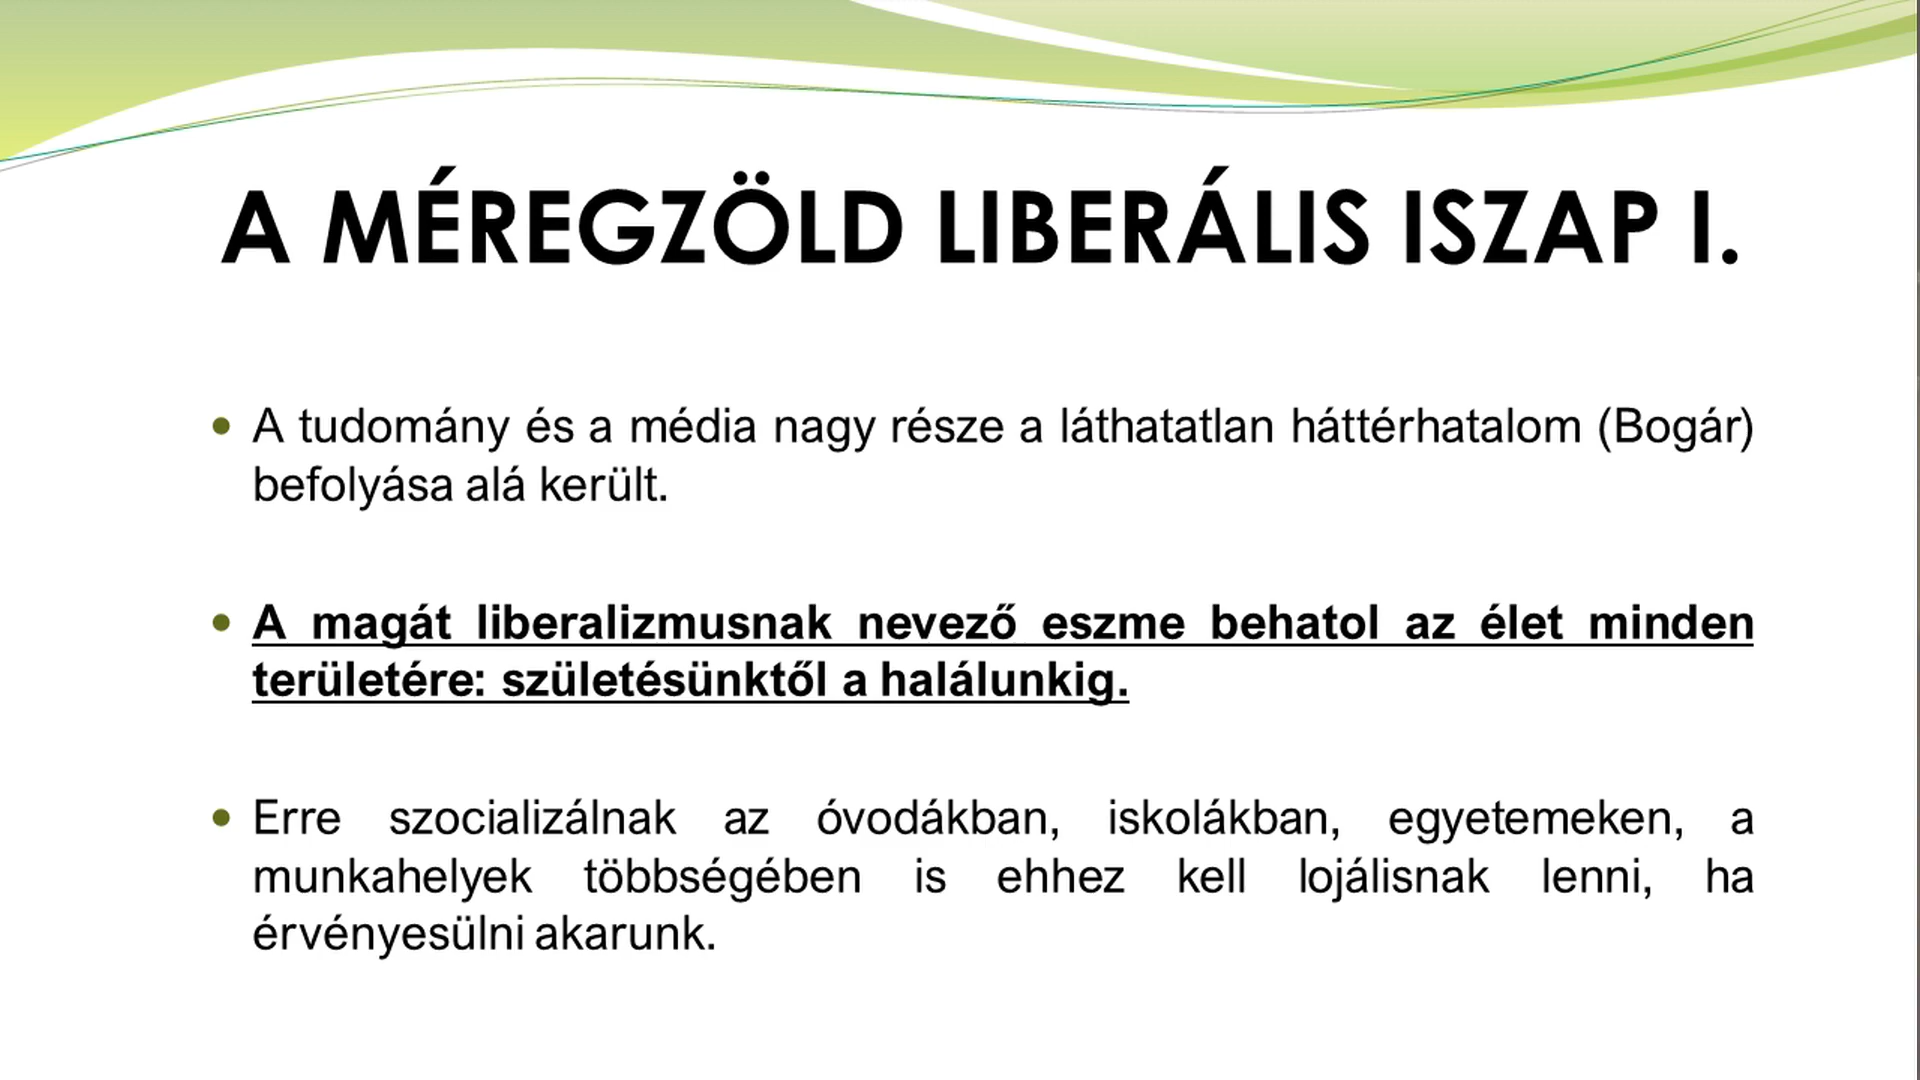 A MÉREGZÖLD LIBERÁLIS ISZAP I.
• A tudomány és a média nagy része a láthatatlan háttérhatalom (Bogár)
befolyása alá került.
• A magát liberalizmusnak nevező eszme behatol az élet minden
területére: születésünktől a halálunkig.
• Erre szocializálnak az óvodákban, iskolákban, egyetemeken, a
munkahelyek többségében is ehhez kell lojálisnak lenni, ha
érvényesülni akarunk.